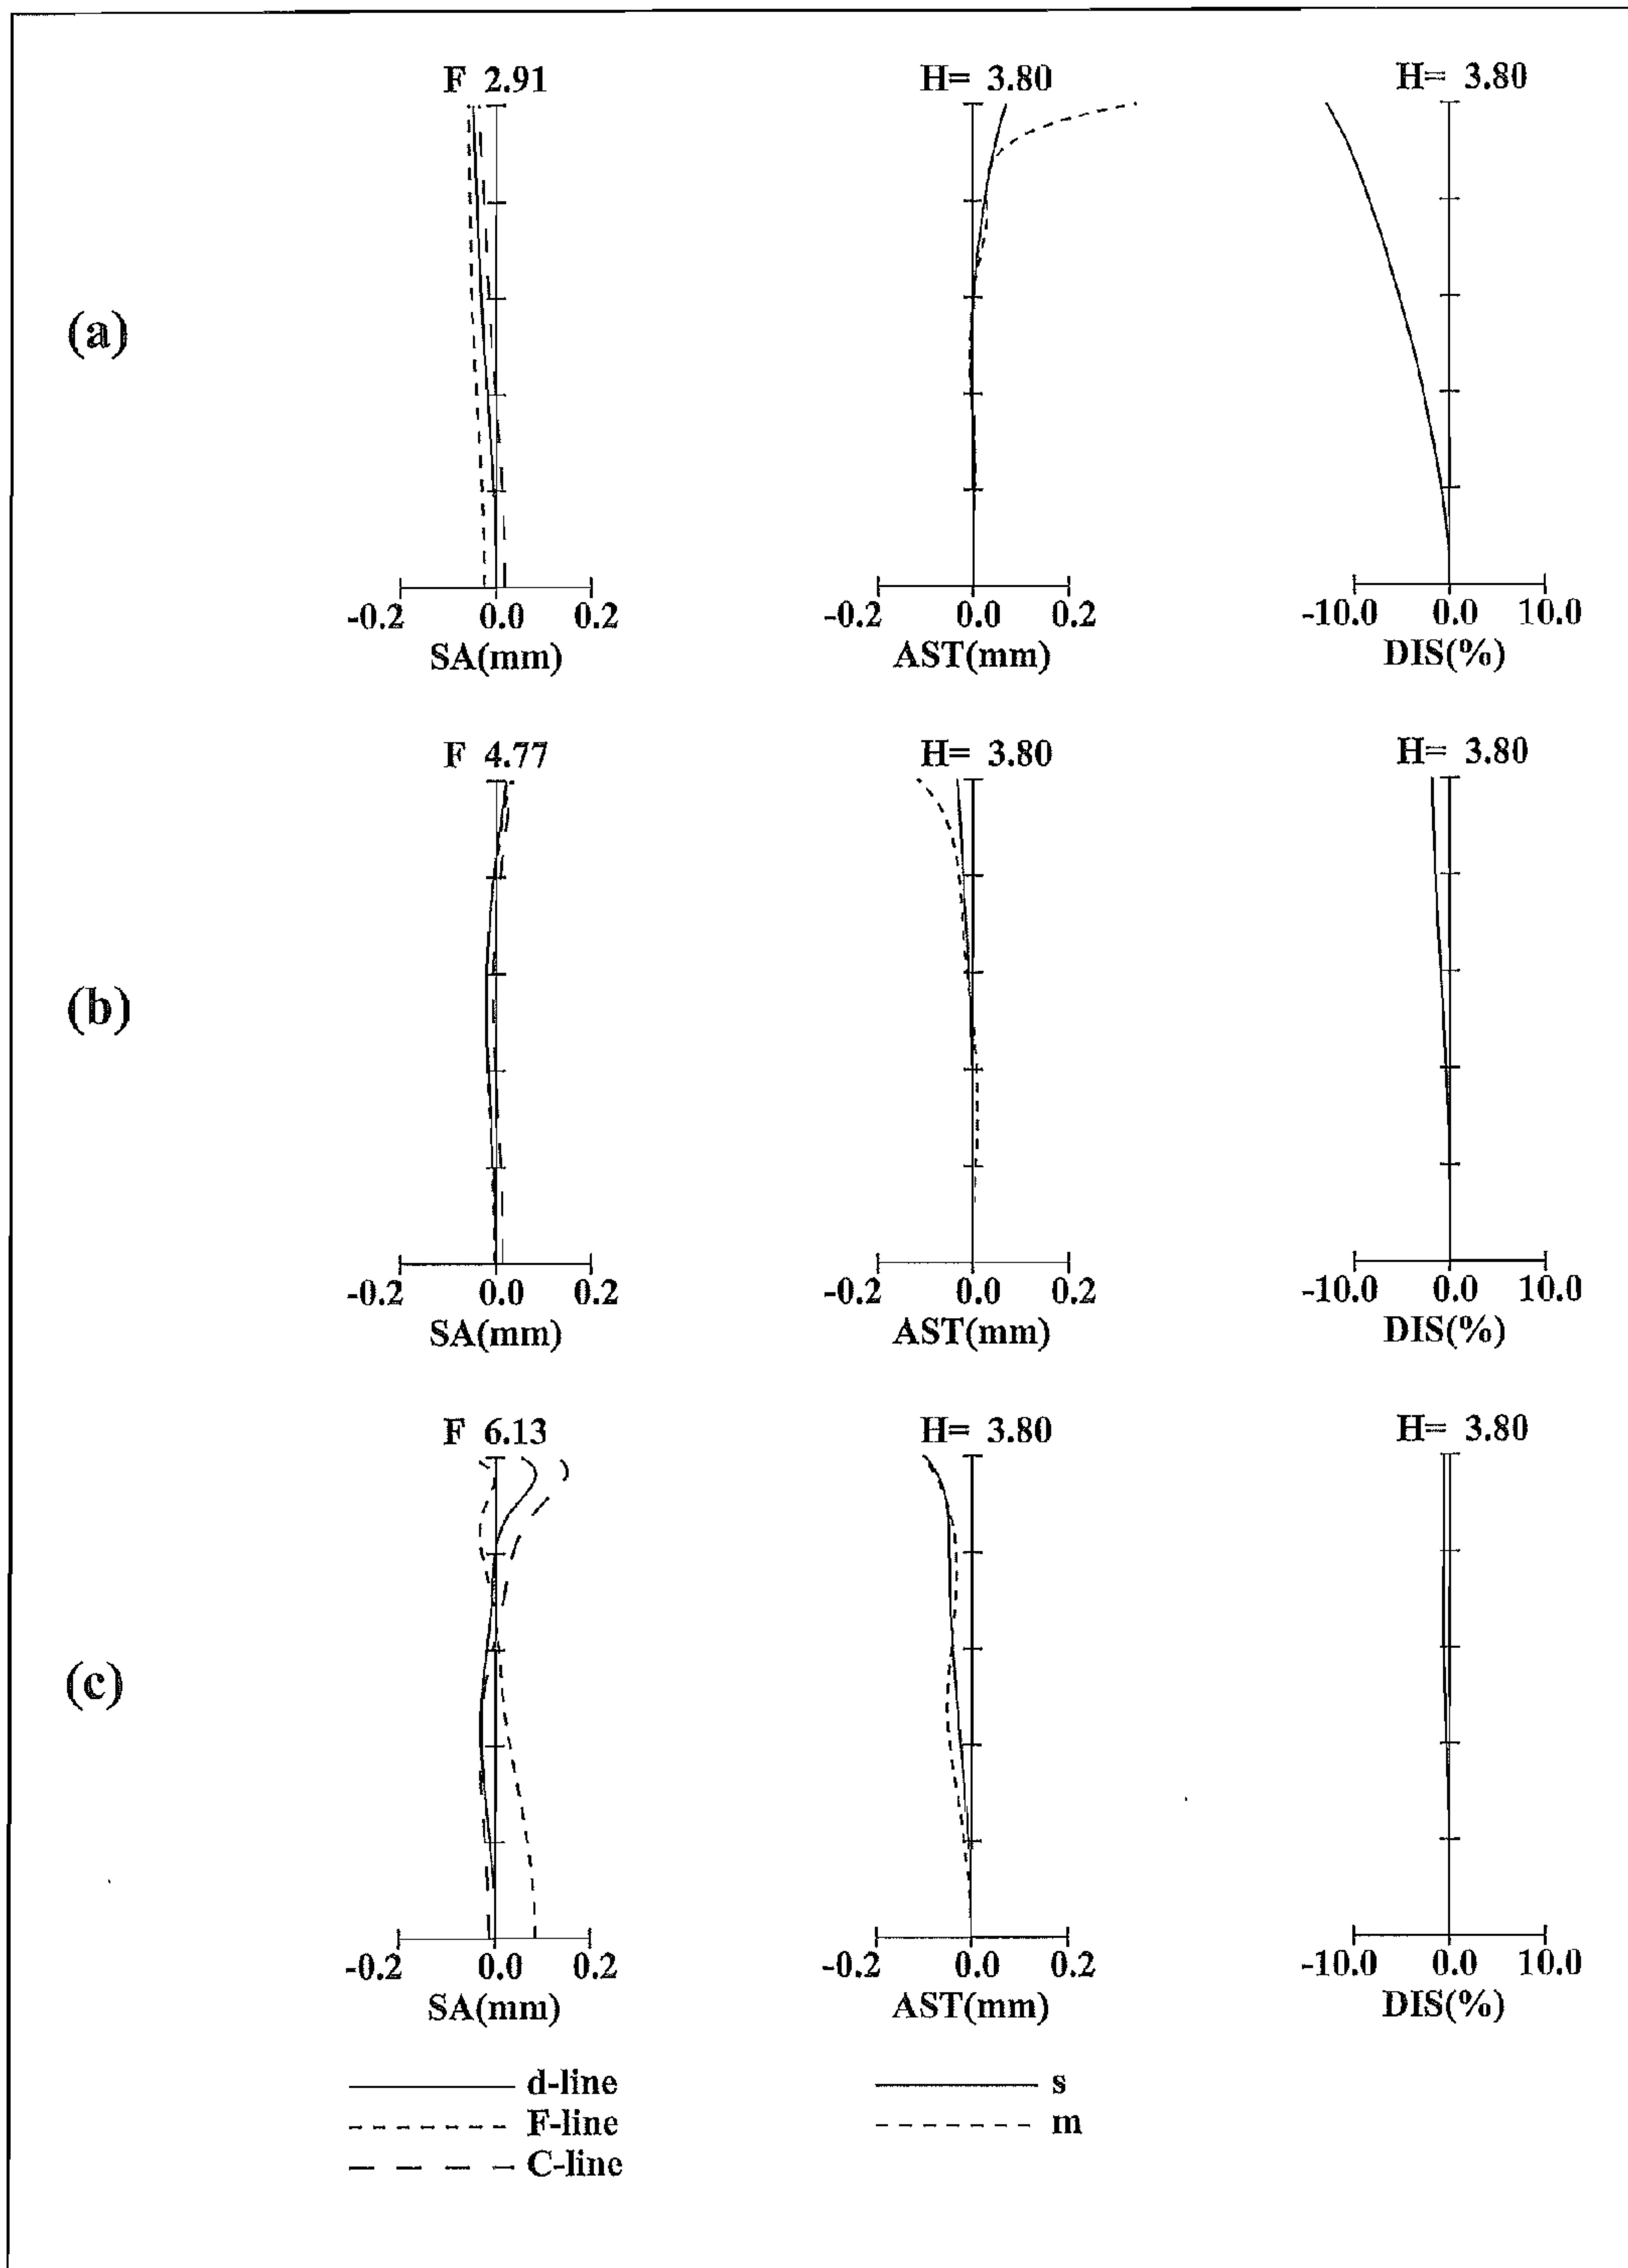 F 2.91 H= 3.80 H= 3.80
(a)
-0.2 0.0 0.2 -0.2 0.0 0.2 -10.0 0.0 10.0
SA(mm) AST(mm) DIS(%)
F 4.77 H= 3.80 H= 3.80
(b)
-0.2 0.0 0.2 -0.2 0.0 0.2 -10.0 0.0 10.0
SA(mm) AST(mm) DIS(%)
F 6.13 H= 3.80 H= 3.80
(c)
-0.2 0.0 0.2 -0.2 0.0 0.2 -10.0 0.0 10.0
SA(mm) AST(mm) DIS(%)
d-line s
F-line m
C-line